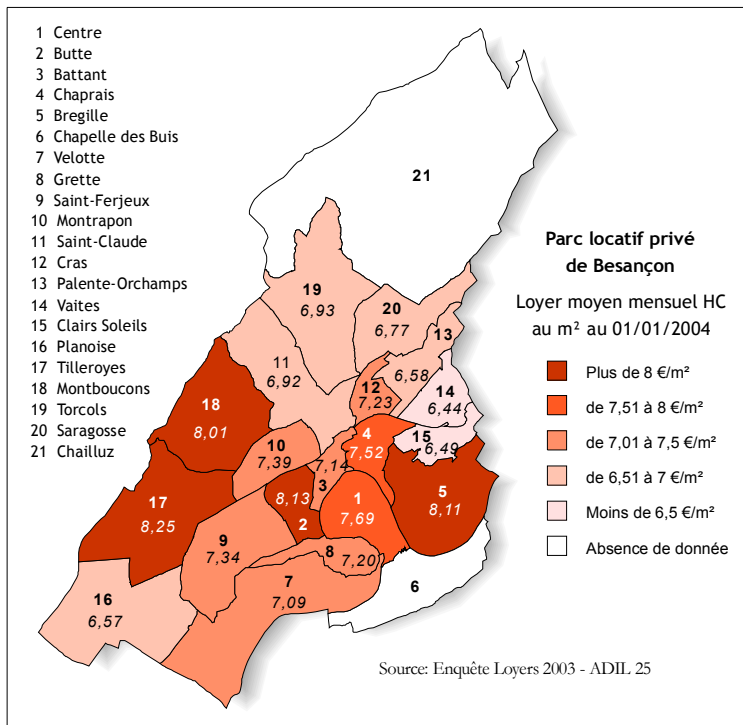 1 Centre
2 Butte
3 Battant
4 Chaprais
5 Bregille
6 Chapelle des Buis
7 Velotte
8 Grette
9 Saint-Ferjeux
10 Montrapon
11 Saint-Claude
12 Cras
13 Palente-Orchamps
14 Vaites
15 Clairs Soleils
16 Planoise
17 Tilleroyes
18 Montboucons
19 Torcols
20 Saragosse
21 Chailluz
21
19
6,93
20
6,77
13
6,58
11
6,92
12
7,23
14
6,44
18
8,01
15
6,49
4
7,52
10
7,39
7,14
3
5
8,11
17
8,25
8,13
2
1
7,69
9
7,34
8
7,20
7
7,09
6
16
6,57
Parc locatif privé
de Besançon
Loyer moyen mensuel HC
au m² au 01/01/2004
Plus de 8 €/m²
de 7,51 à 8 €/m²
de 7,01 à 7,5 €/m²
de 6,51 à 7 €/m²
Moins de 6,5 €/m²
Absence de donnée
Source: Enquête Loyers 2003 - ADIL 25